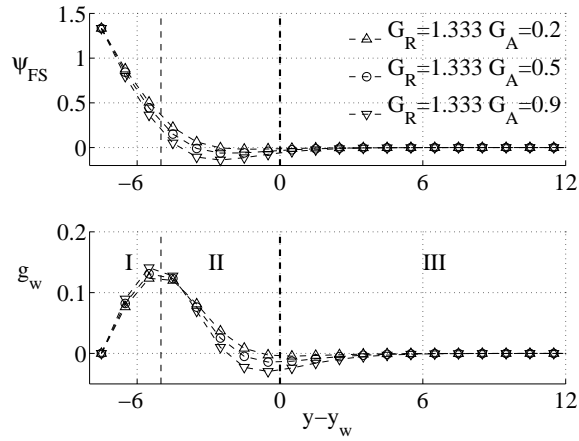 1.5
1
0.5
0
ψ_FS
G_R=1.333 G_A=0.2
G_R=1.333 G_A=0.5
G_R=1.333 G_A=0.9
−6 0 6 12
0.2
0.1
0
g_w
I II III
−6 0 6 12
y−y_w